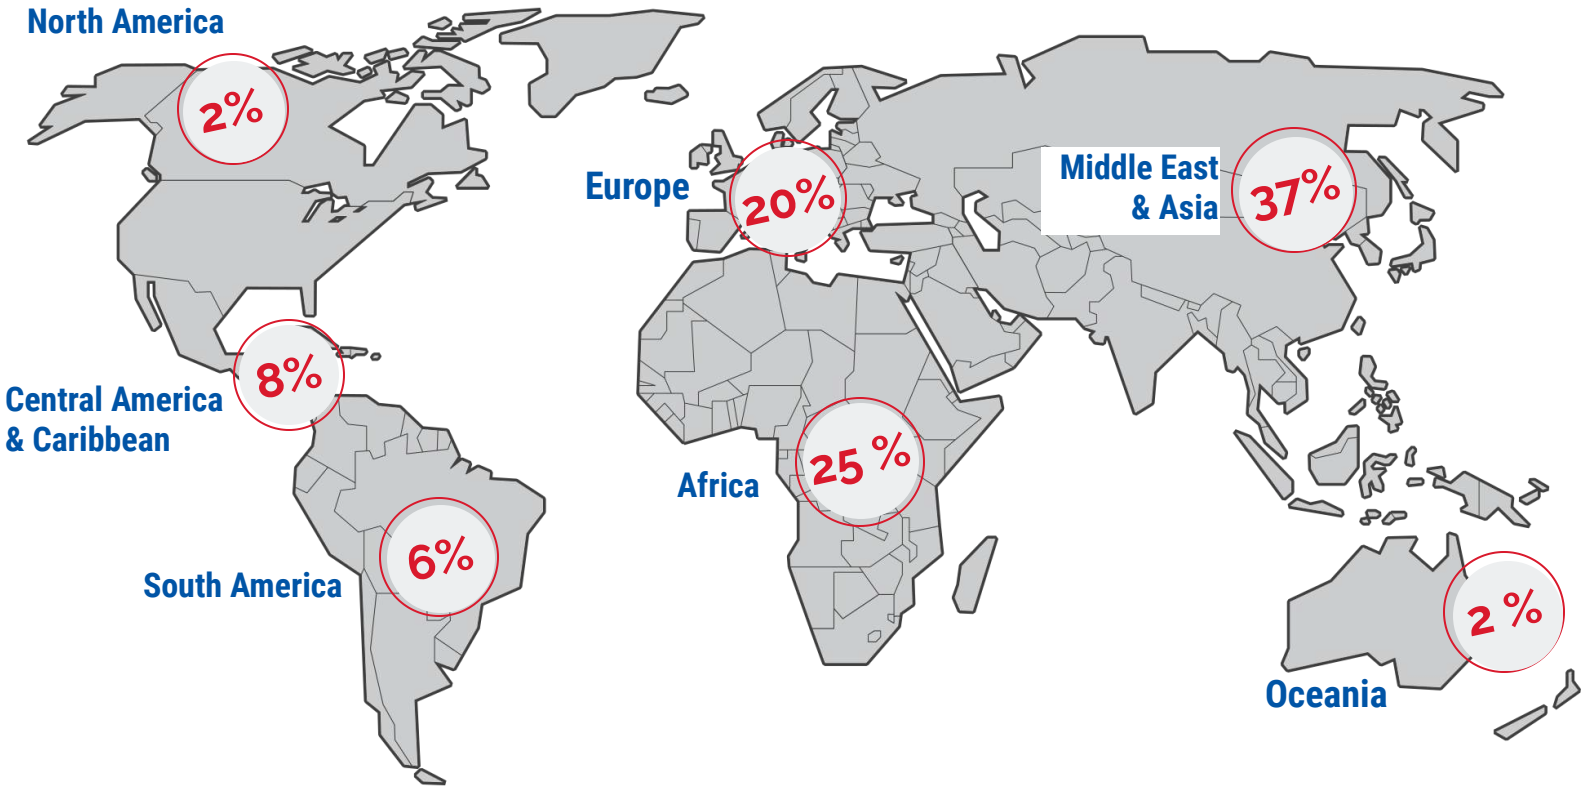 North America
2%
Europe
20%
Middle East
& Asia
37%
8%
Central America
& Caribbean
Africa
25 %
South America
6%
2 %
Oceania